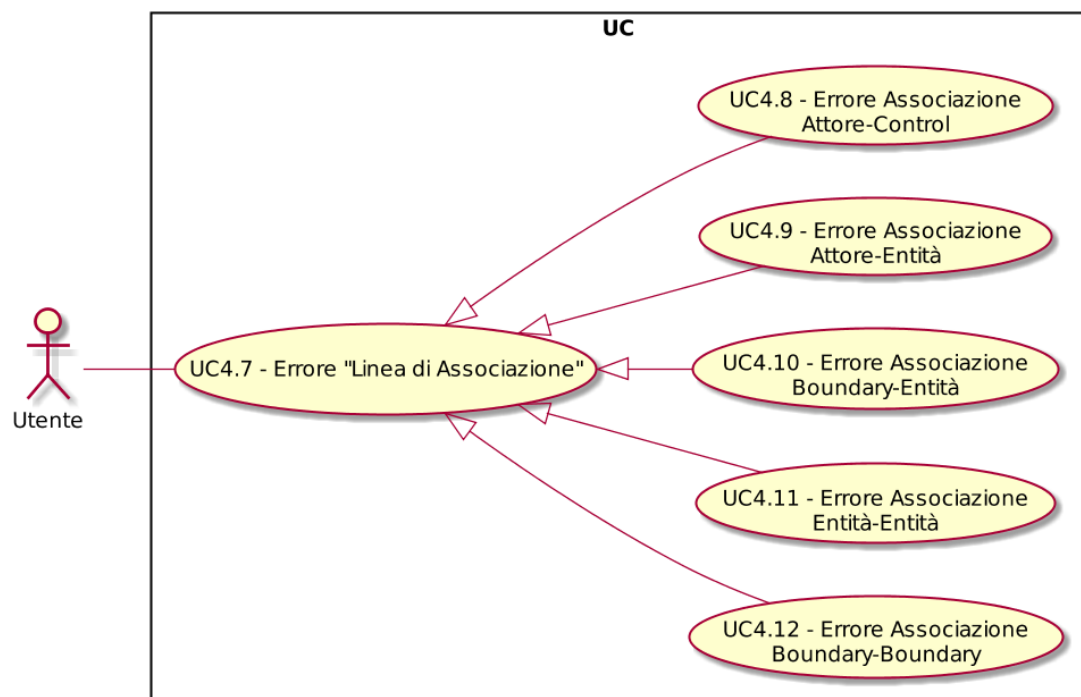 UC
UC4.8 - Errore Associazione
Attore-Control
UC4.9 - Errore Associazione
Attore-Entità
UC4.7 - Errore "Linea di Associazione"
UC4.10 - Errore Associazione
Boundary-Entità
Utente
UC4.11 - Errore Associazione
Entità-Entità
UC4.12 - Errore Associazione
Boundary-Boundary